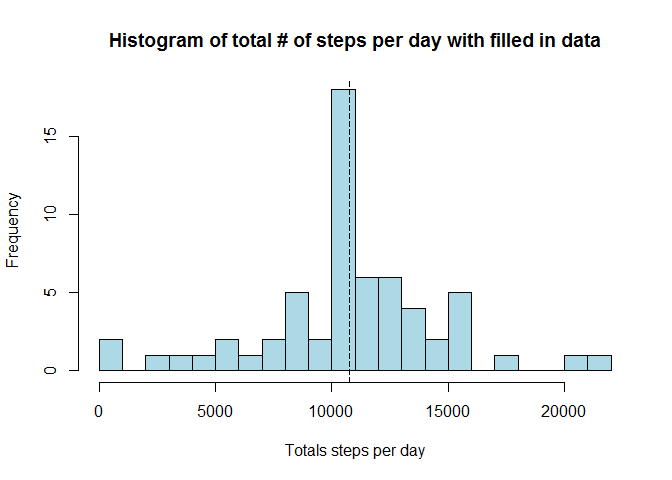 Histogram of total # of steps per day with filled in data
Frequency
15
10
5
0
0 5000 10000 15000 20000
Totals steps per day